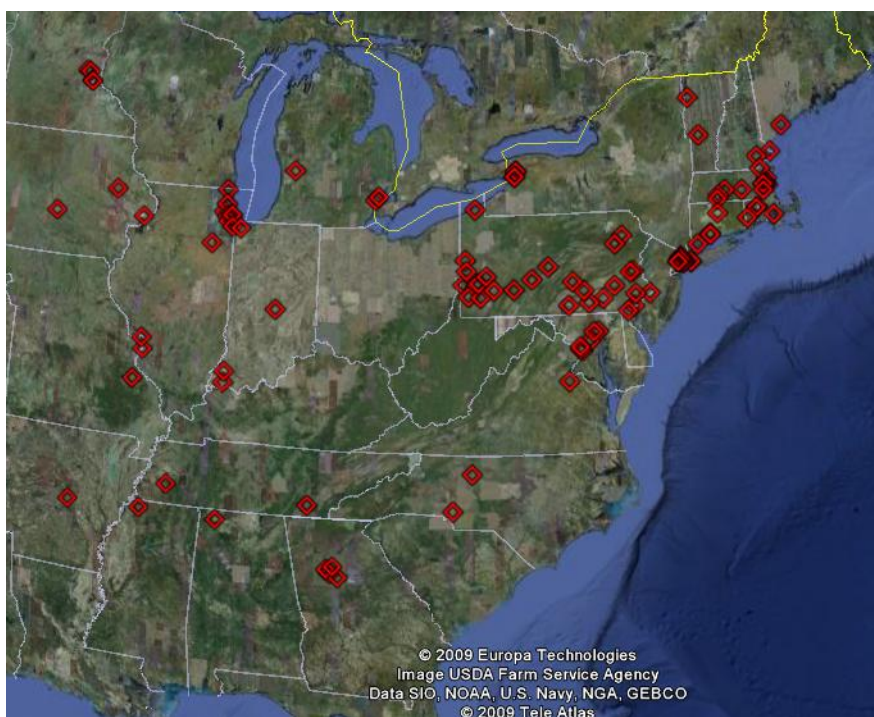 © 2009 Europa Technologies
Image USDA Farm Service Agency
Data SIO, NOAA, U.S. Navy, NGA, GEBCO
© 2009 Tele Atlas